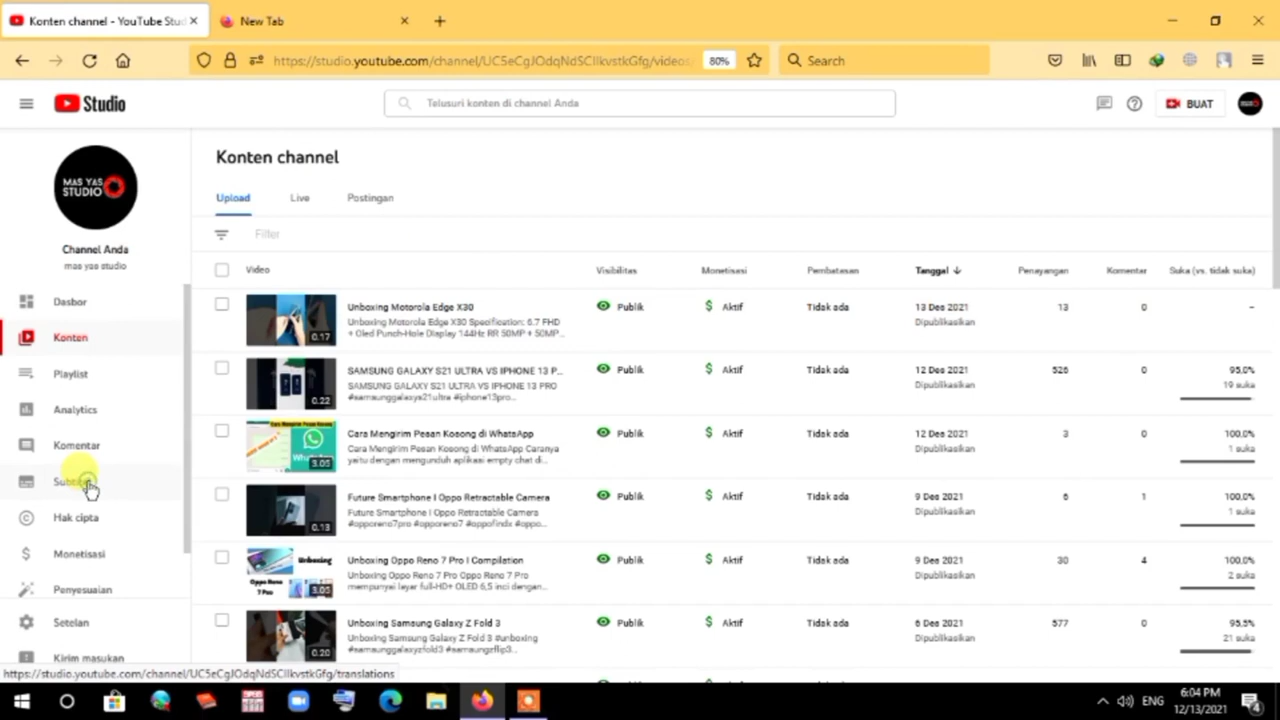 Konten channel - YouTube Stud
New Tab
https://studio.youtube.com/channel/UC5eCgJOdqNdSCIlkvstkGfg/videos/
80%
Search
Studio
Telusuri konten di channel Anda
BUAT
MAS YAS
STUDIO
Channel Anda
mas yas studio
Dasbor
Konten
Playlist
Analytics
Komentar
Hak cipta
Monetisasi
Penyesuaian
Setelan
Kirim masukan
Konten channel
Upload
Live
Postingan
Filter
Video
Visibilitas
Monetisasi
Pembatasan
Tanggal
Penayangan
Komentar
Suka (vs. tidak suka)
0.17
Unboxing Motorola Edge X30
Unboxing Motorola Edge X30 Specification: 6.7 FHD
+ Oled Punch-Hole Display 144Hz RR 50MP + 50MP...
Publik
Aktif
Tidak ada
13 Des 2021
Dipublikasikan
13
0
–
0.22
SAMSUNG GALAXY S21 ULTRA VS IPHONE 13 P...
SAMSUNG GALAXY S21 ULTRA VS IPHONE 13 PRO
#samsunggalaxys21ultra #iphone13pro...
Publik
Aktif
Tidak ada
12 Des 2021
Dipublikasikan
526
0
95,0%
19 suka
3.05
Cara Mengirim Pesan Kosong di WhatsApp
Cara Mengirim Pesan Kosong di WhatsApp Caranya
yaitu dengan mengunduh aplikasi empty chat di...
Publik
Aktif
Tidak ada
12 Des 2021
Dipublikasikan
3
0
100,0%
1 suka
0.13
Future Smartphone I Oppo Retractable Camera
Future Smartphone I Oppo Retractable Camera
#opporeno7pro #opporeno7 #oppofindx #oppo...
Publik
Aktif
Tidak ada
9 Des 2021
Dipublikasikan
6
1
100,0%
1 suka
Unboxing
Oppo Reno
7 Pro
3.05
Unboxing Oppo Reno 7 Pro I Compilation
Unboxing Oppo Reno 7 Pro Oppo Reno 7 Pro
mempunyai layar full-HD+ OLED 6,5 inci dengan...
Publik
Aktif
Tidak ada
9 Des 2021
Dipublikasikan
30
4
100,0%
2 suka
0.20
Unboxing Samsung Galaxy Z Fold 3
Unboxing Samsung Galaxy Z Fold 3 #unboxing
#samsunggalaxyzfold3 #samsungzflip3...
Publik
Aktif
Tidak ada
6 Des 2021
Dipublikasikan
577
0
95,5%
21 suka
https://studio.youtube.com/channel/UC5eCgJOdqNdSCIlkvstkGfg/translations
ENG
6:04 PM
12/13/2021
4